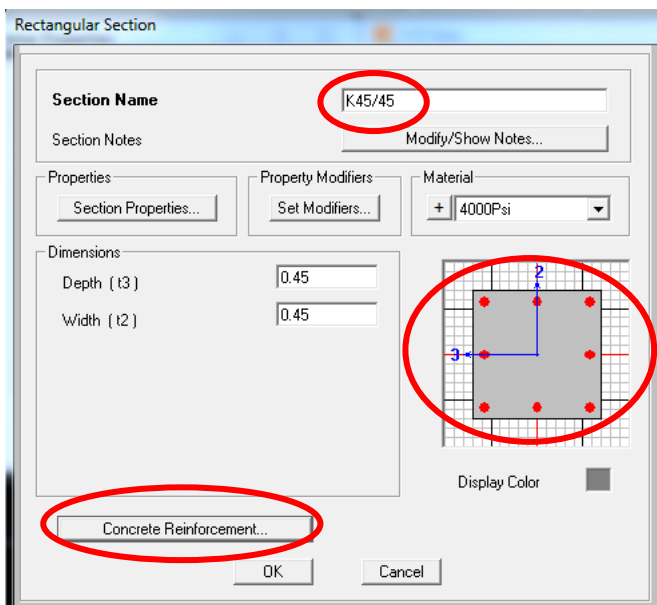 Rectangular Section
Section Name K45/45
Section Notes Modify/Show Notes...
Properties Property Modifiers Material
Section Properties... Set Modifiers... + 4000Psi
Dimensions
Depth ( t3 ) 0.45
Width ( t2 ) 0.45
2
3
Display Color
Concrete Reinforcement...
OK Cancel